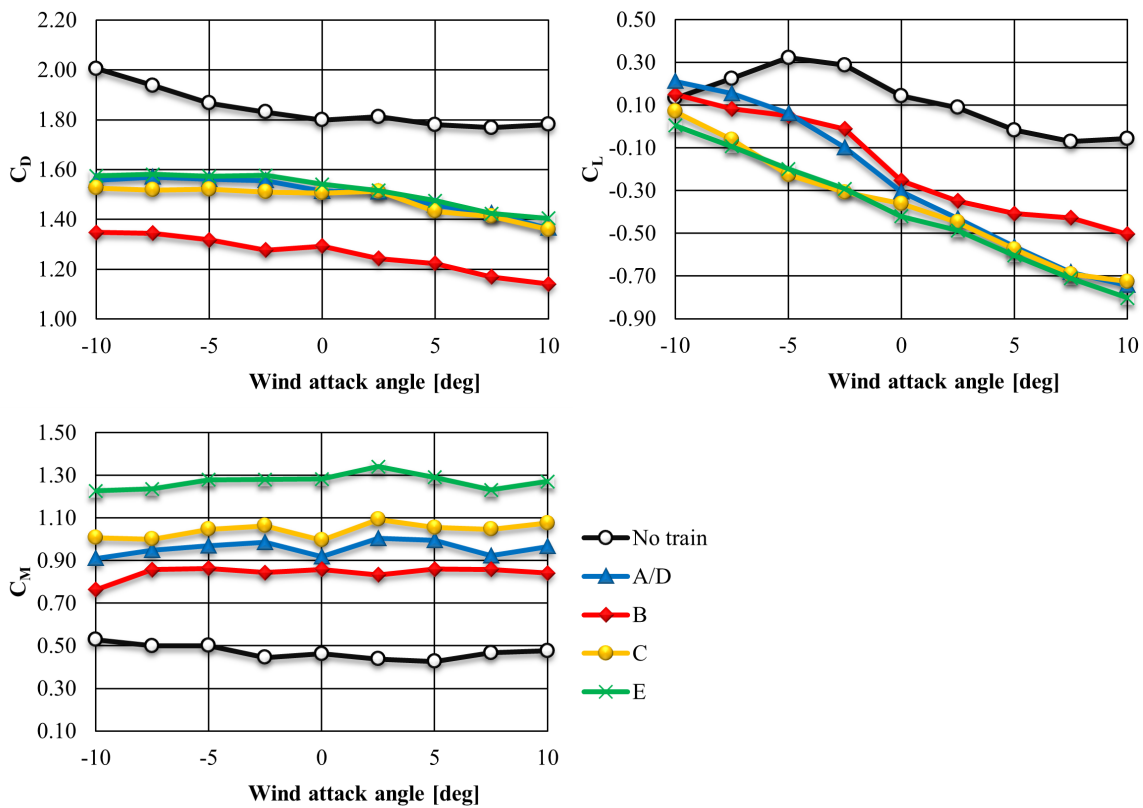 2.20
2.00
1.80
1.60
1.40
1.20
1.00
C_D
-10 -5 0 5 10
Wind attack angle [deg]
0.50
0.30
0.10
-0.10
-0.30
-0.50
-0.70
-0.90
C_L
-10 -5 0 5 10
Wind attack angle [deg]
1.50
1.30
1.10
0.90
0.70
0.50
0.30
0.10
C_M
-10 -5 0 5 10
Wind attack angle [deg]
No train
A/D
B
C
E